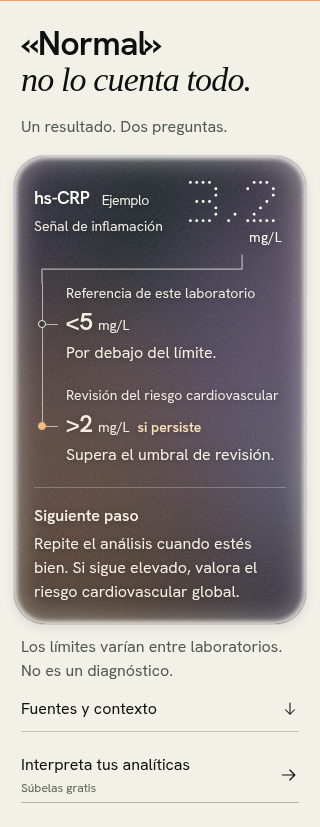 «Normal»
no lo cuenta todo.
Un resultado. Dos preguntas.
hs-CRP Ejemplo
3.2
Señal de inflamación
mg/L
Referencia de este laboratorio
<5 mg/L
Por debajo del límite.
Revisión del riesgo cardiovascular
>2 mg/L si persiste
Supera el umbral de revisión.
Siguiente paso
Repite el análisis cuando estés
bien. Si sigue elevado, valora el
riesgo cardiovascular global.
Los límites varían entre laboratorios.
No es un diagnóstico.
Fuentes y contexto ↓
Interpreta tus analíticas →
Súbelas gratis